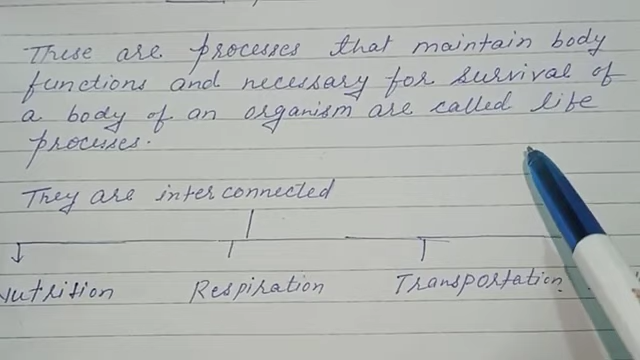 These are processes that maintain body
functions and necessary for survival of
a body of an organism are called life
processes.
They are interconnected
Nutrition Respiration Transportation